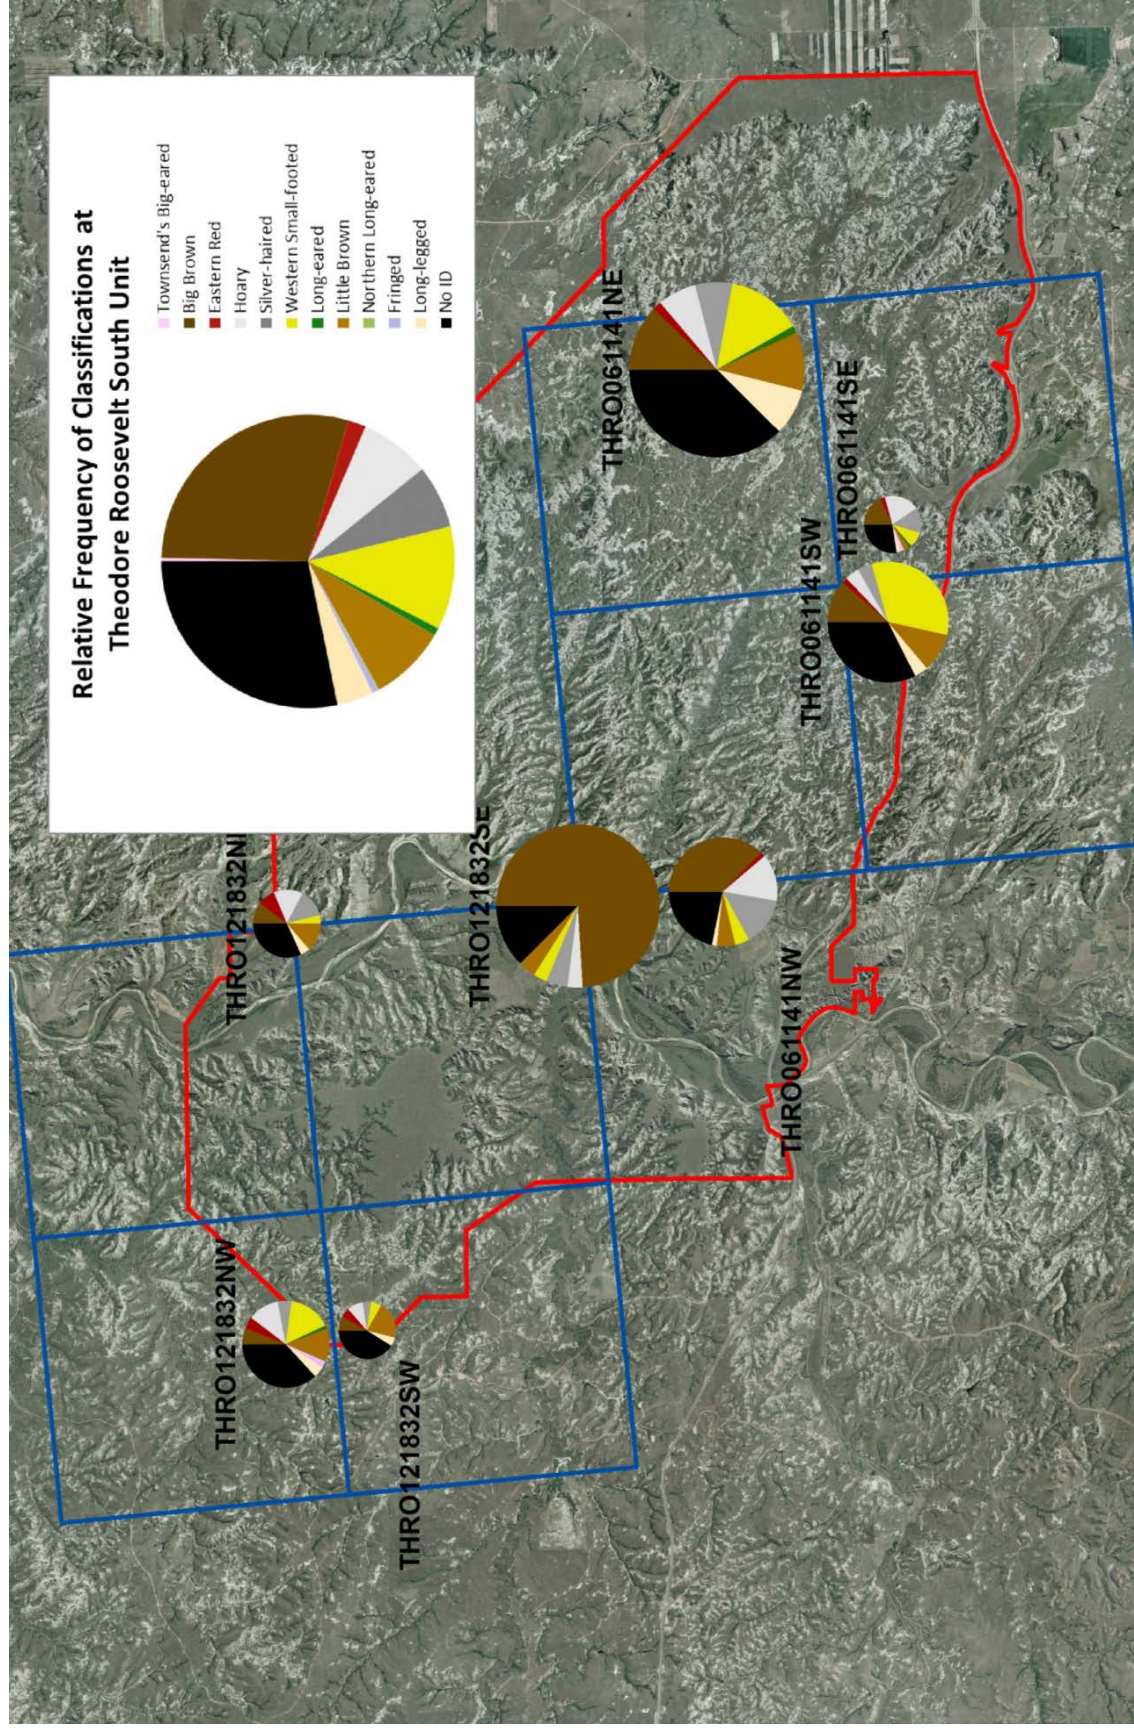 Relative Frequency of Classifications at
Theodore Roosevelt South Unit
Townsend's Big-eared
Big Brown
Eastern Red
Hoary
Silver-haired
Western Small-footed
Long-eared
Little Brown
Northern Long-eared
Fringed
Long-legged
No ID
THRO121832NW
THRO121832NE
THRO121832SW
THRO121832SE
THRO061141NE
THRO061141NW
THRO061141SW
THRO061141SE